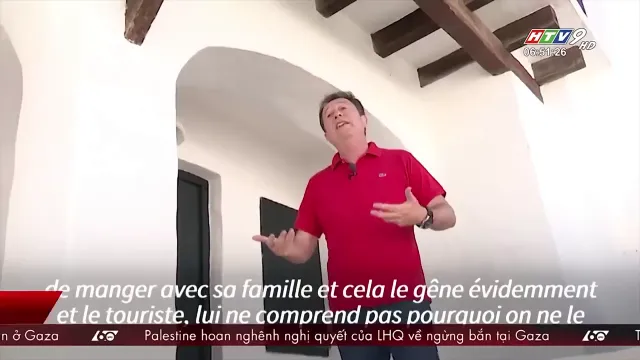 HTV9 HD
06:51:26
de manger avec sa famille et cela le gêne évidemment
et le touriste, lui ne comprend pas pourquoi on ne le
n ở Gaza 60 Palestine hoan nghênh nghị quyết của LHQ về ngừng bắn tại Gaza 60 T